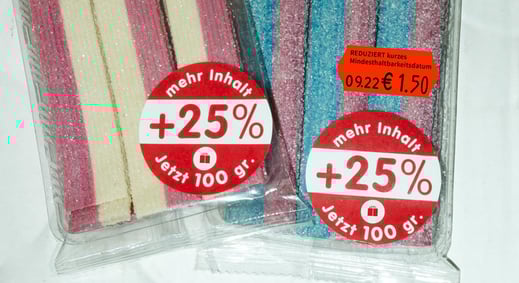 mehr Inhalt
+25%
Jetzt 100 gr.
REDUZIERT kurzes
Mindesthaltbarkeitsdatum
09.22 € 1.50
mehr Inhalt
+25%
Jetzt 100 gr.